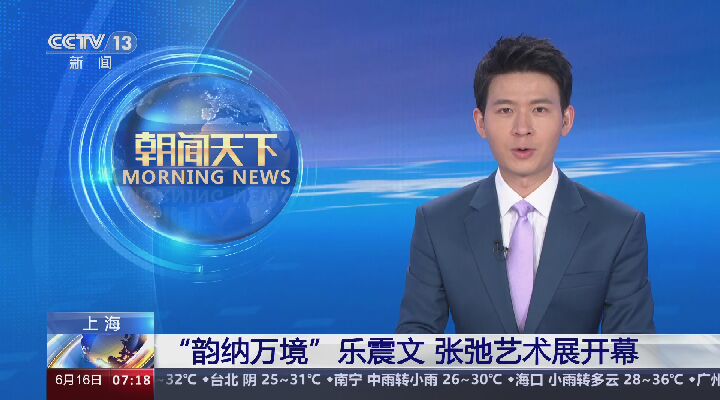 CCTV 13
新闻
朝闻天下
MORNING NEWS
上海
“韵纳万境”乐震文 张弛艺术展开幕
6月16日 07:18 -32℃ •台北 阴 25~31℃ •南宁 中雨转小雨 26~30℃ •海口 小雨转多云 28~36℃ •广州